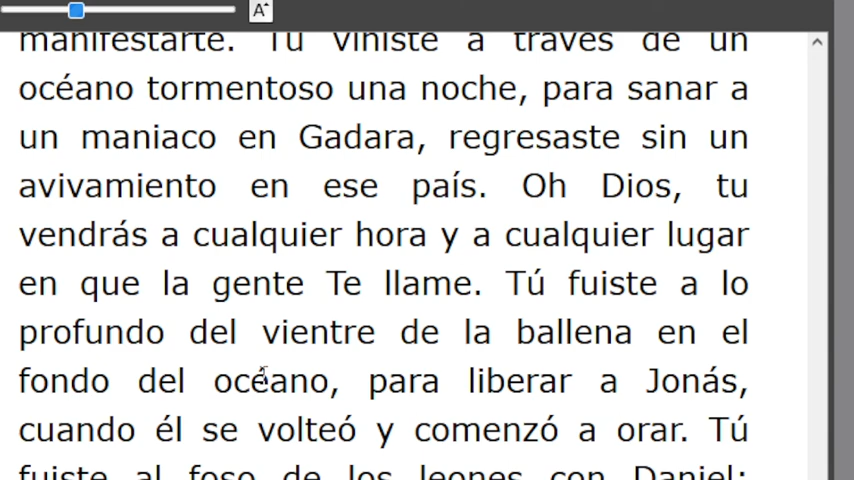 A
manifestarte. Tú viniste a través de un
océano tormentoso una noche, para sanar a
un maniaco en Gadara, regresaste sin un
avivamiento en ese país. Oh Dios, tu
vendrás a cualquier hora y a cualquier lugar
en que la gente Te llame. Tú fuiste a lo
profundo del vientre de la ballena en el
fondo del océano, para liberar a Jonás,
cuando él se volteó y comenzó a orar. Tú
fuiste al foso de los leones con Daniel;